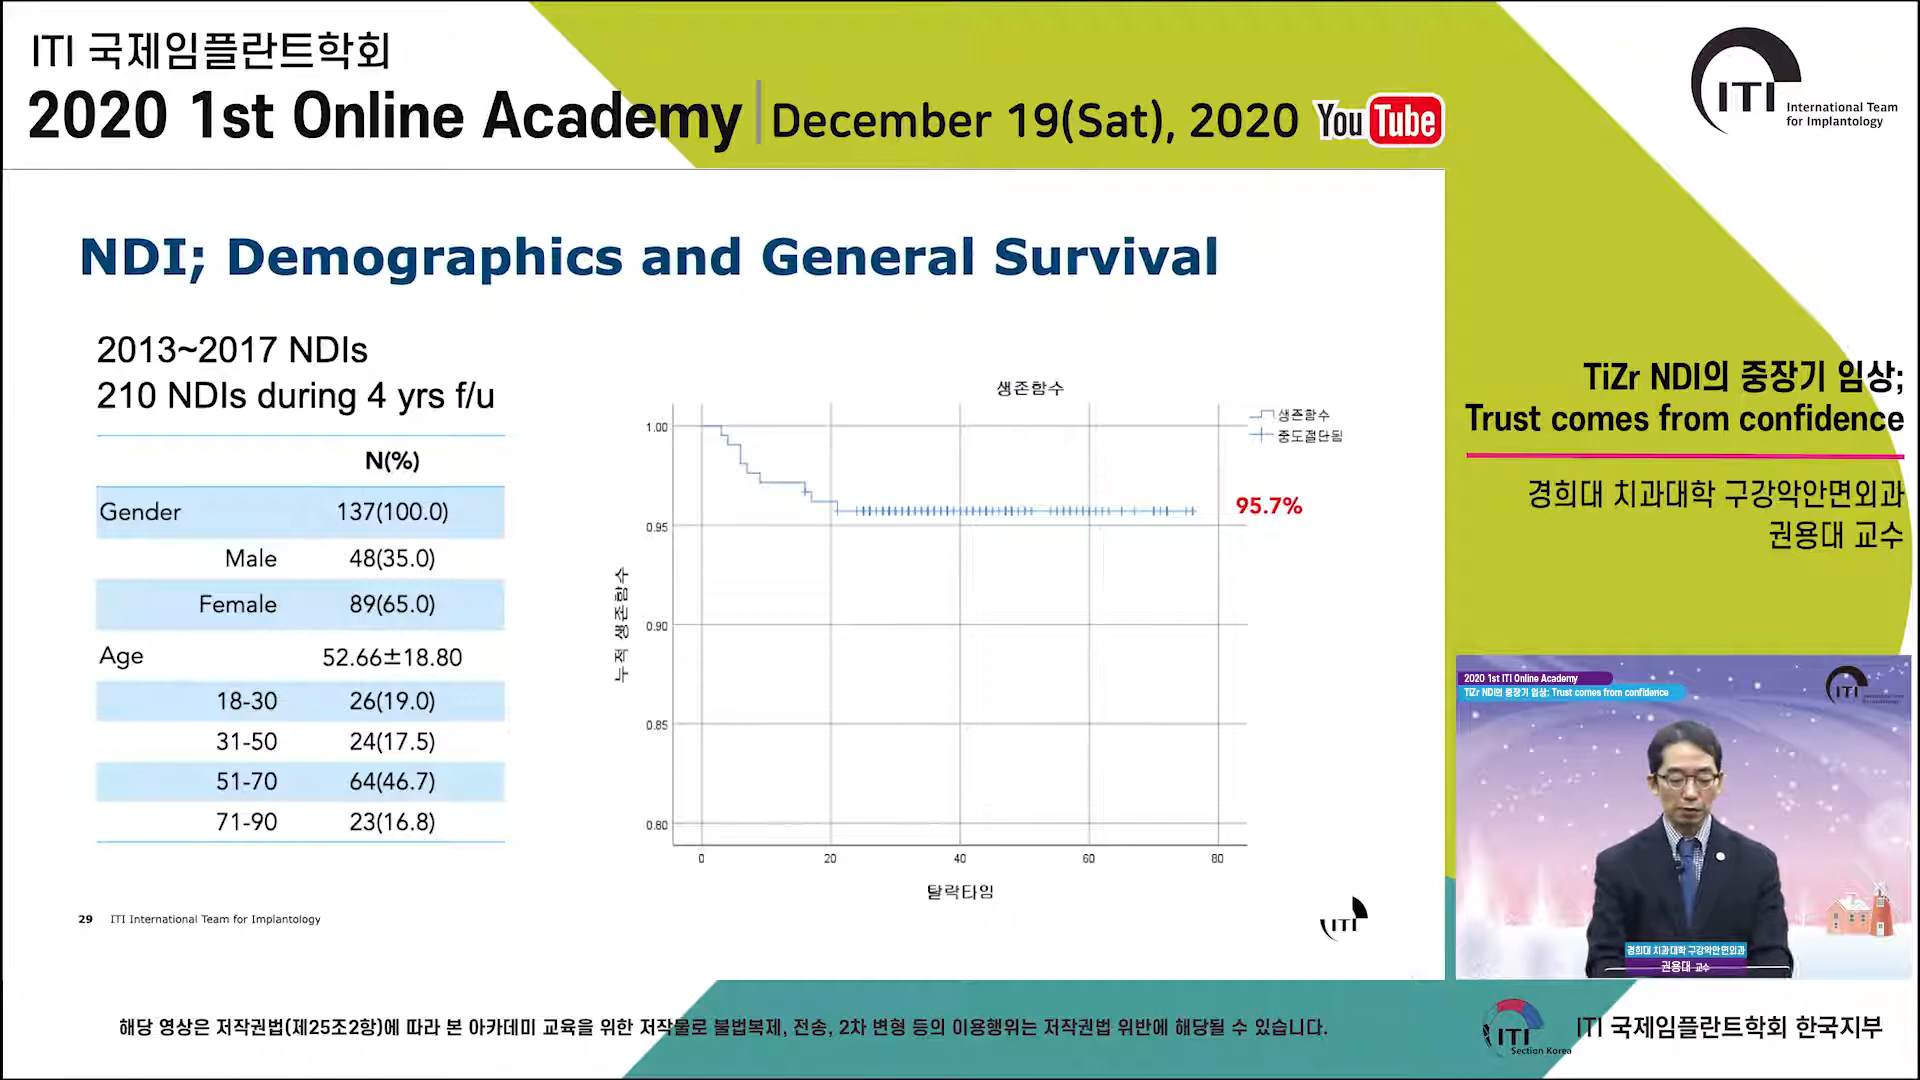 ITI 국제임플란트학회
2020 1st Online Academy
December 19(Sat), 2020
YouTube
ITI
International Team
for Implantology
NDI; Demographics and General Survival
2013~2017 NDIs
210 NDIs during 4 yrs f/u
N(%)
Gender 137(100.0)
Male 48(35.0)
Female 89(65.0)
Age 52.66±18.80
18-30 26(19.0)
31-50 24(17.5)
51-70 64(46.7)
71-90 23(16.8)
생존함수
생존함수
중도절단됨
1.00
0.95
0.90
0.85
0.80
누적 생존함수
0 20 40 60 80
탈락타임
95.7%
29 ITI International Team for Implantology
ITI
TiZr NDI의 중장기 임상;
Trust comes from confidence
경희대 치과대학 구강악안면외과
권용대 교수
2020 1st ITI Online Academy
TiZr NDI의 중장기 임상; Trust comes from confidence
ITI
경희대 치과대학 구강악안면외과
권용대 교수
해당 영상은 저작권법(제25조2항)에 따라 본 아카데미 교육을 위한 저작물로 불법복제, 전송, 2차 변형 등의 이용행위는 저작권법 위반에 해당될 수 있습니다.
ITI
Section Korea
ITI 국제임플란트학회 한국지부